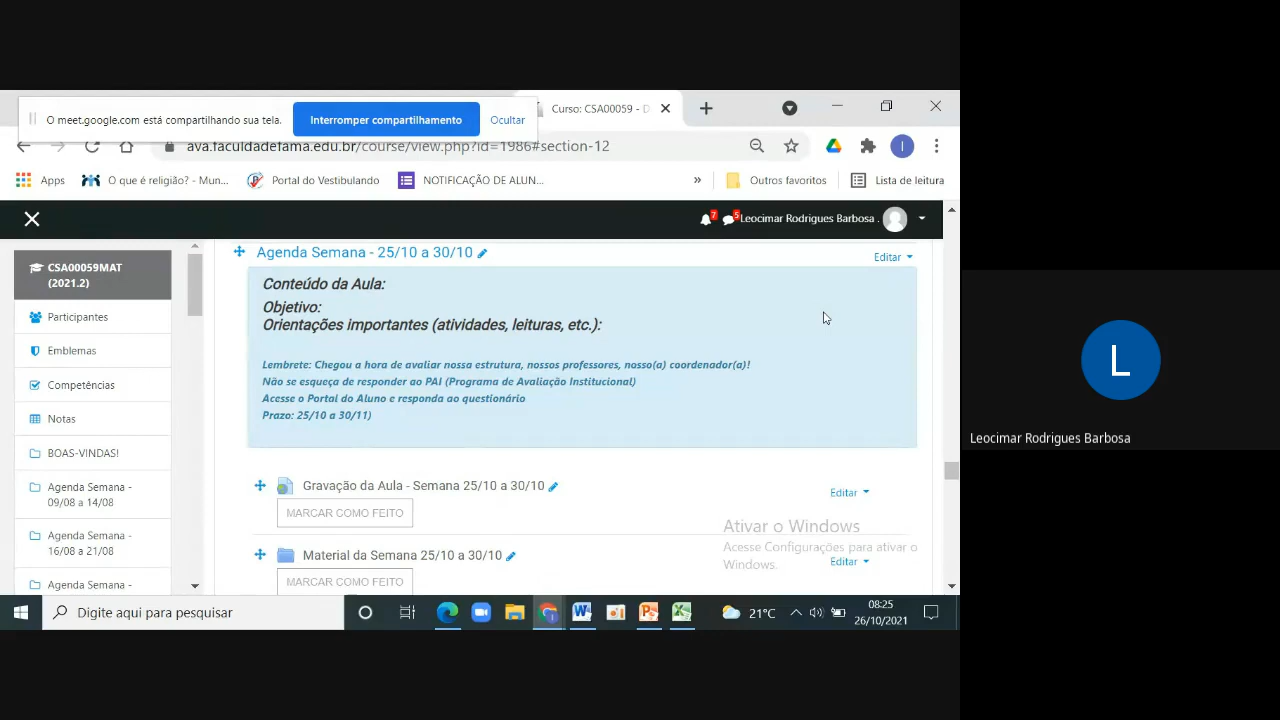 O meet.google.com está compartilhando sua tela.
Interromper compartilhamento
Ocultar
Curso: CSA00059 - D
ava.faculdadefama.edu.br/course/view.php?id=1986#section-12
I
Apps
O que é religião? - Mun...
Portal do Vestibulando
NOTIFICAÇÃO DE ALUN...
»
Outros favoritos
Lista de leitura
7
5
Leocimar Rodrigues Barbosa .
CSA00059MAT
(2021.2)
Participantes
Emblemas
Competências
Notas
BOAS-VINDAS!
Agenda Semana -
09/08 a 14/08
Agenda Semana -
16/08 a 21/08
Agenda Semana -
Agenda Semana - 25/10 a 30/10
Editar
Conteúdo da Aula:
Objetivo:
Orientações importantes (atividades, leituras, etc.):
Lembrete: Chegou a hora de avaliar nossa estrutura, nossos professores, nosso(a) coordenador(a)!
Não se esqueça de responder ao PAI (Programa de Avaliação Institucional)
Acesse o Portal do Aluno e responda ao questionário
Prazo: 25/10 a 30/11)
Gravação da Aula - Semana 25/10 a 30/10
Editar
MARCAR COMO FEITO
Material da Semana 25/10 a 30/10
Editar
MARCAR COMO FEITO
Ativar o Windows
Acesse Configurações para ativar o
Windows.
Digite aqui para pesquisar
21°C
08:25
26/10/2021
L
Leocimar Rodrigues Barbosa